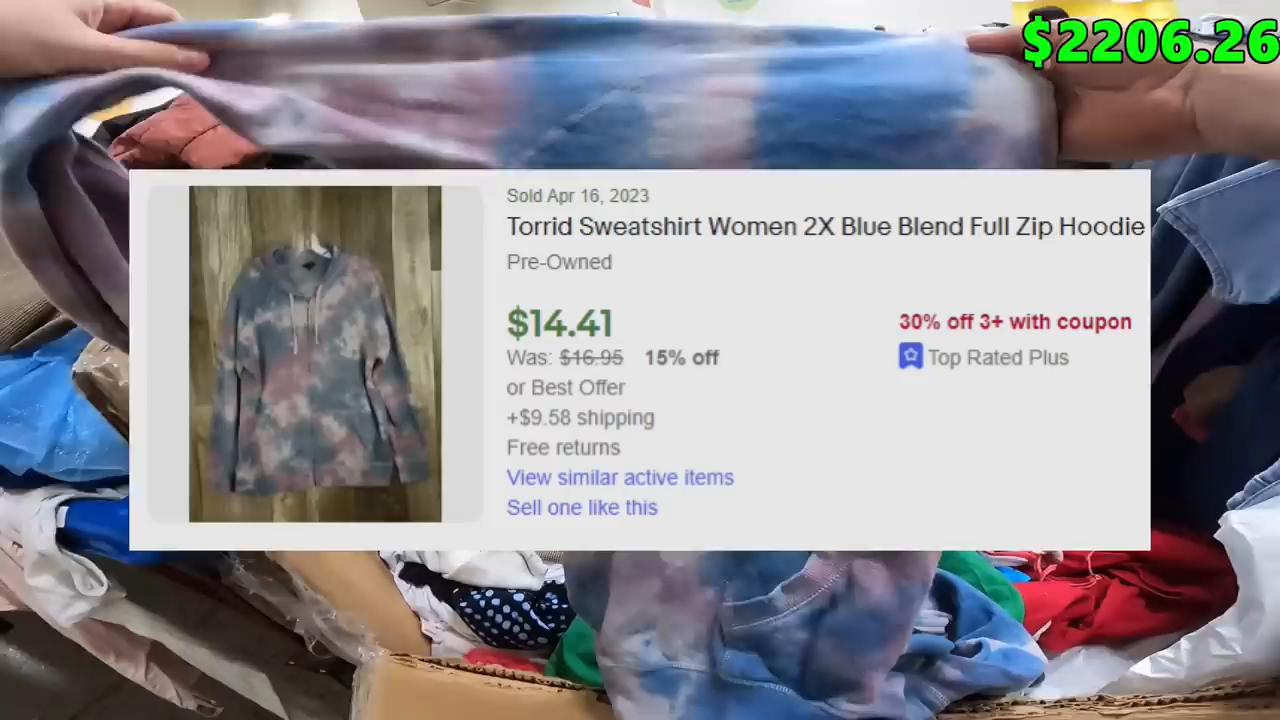 $2206.26
Sold Apr 16, 2023
Torrid Sweatshirt Women 2X Blue Blend Full Zip Hoodie
Pre-Owned
$14.41
30% off 3+ with coupon
Was: $16.95 15% off
Top Rated Plus
or Best Offer
+$9.58 shipping
Free returns
View similar active items
Sell one like this